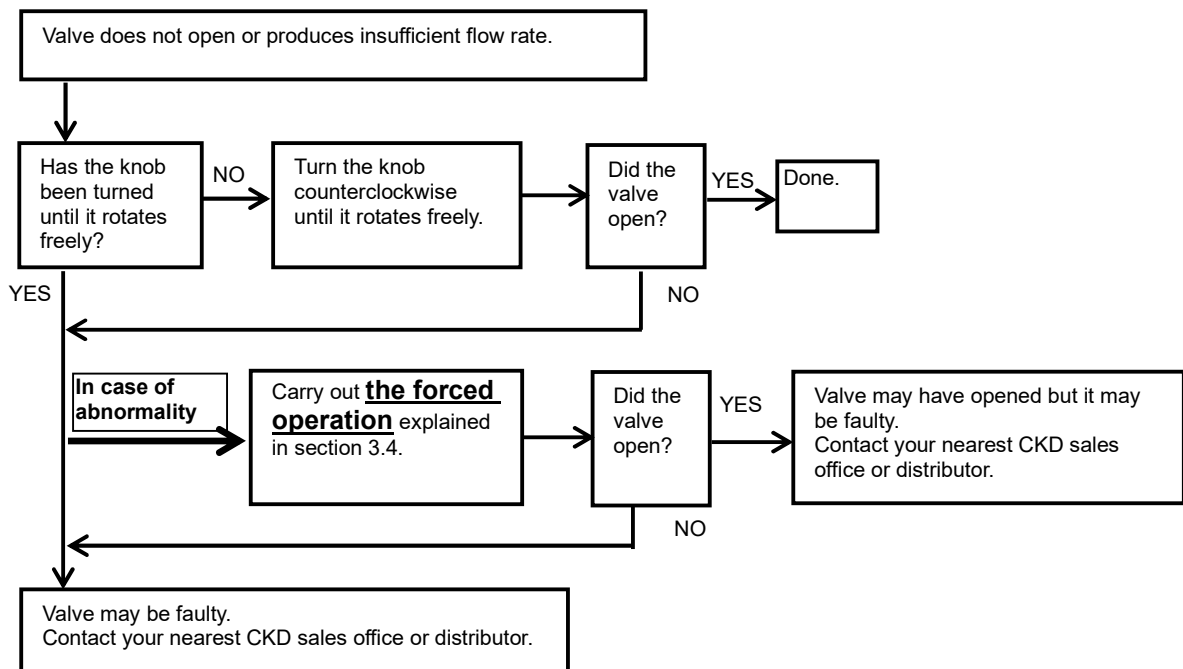 Valve does not open or produces insufficient flow rate.
Has the knob
been turned
until it rotates
freely?
NO
Turn the knob
counterclockwise
until it rotates freely.
Did the
valve
open?
YES
Done.
YES
NO
In case of
abnormality
Carry out the forced
operation explained
in section 3.4.
Did the
valve
open?
YES
Valve may have opened but it may
be faulty.
Contact your nearest CKD sales
office or distributor.
NO
Valve may be faulty.
Contact your nearest CKD sales office or distributor.